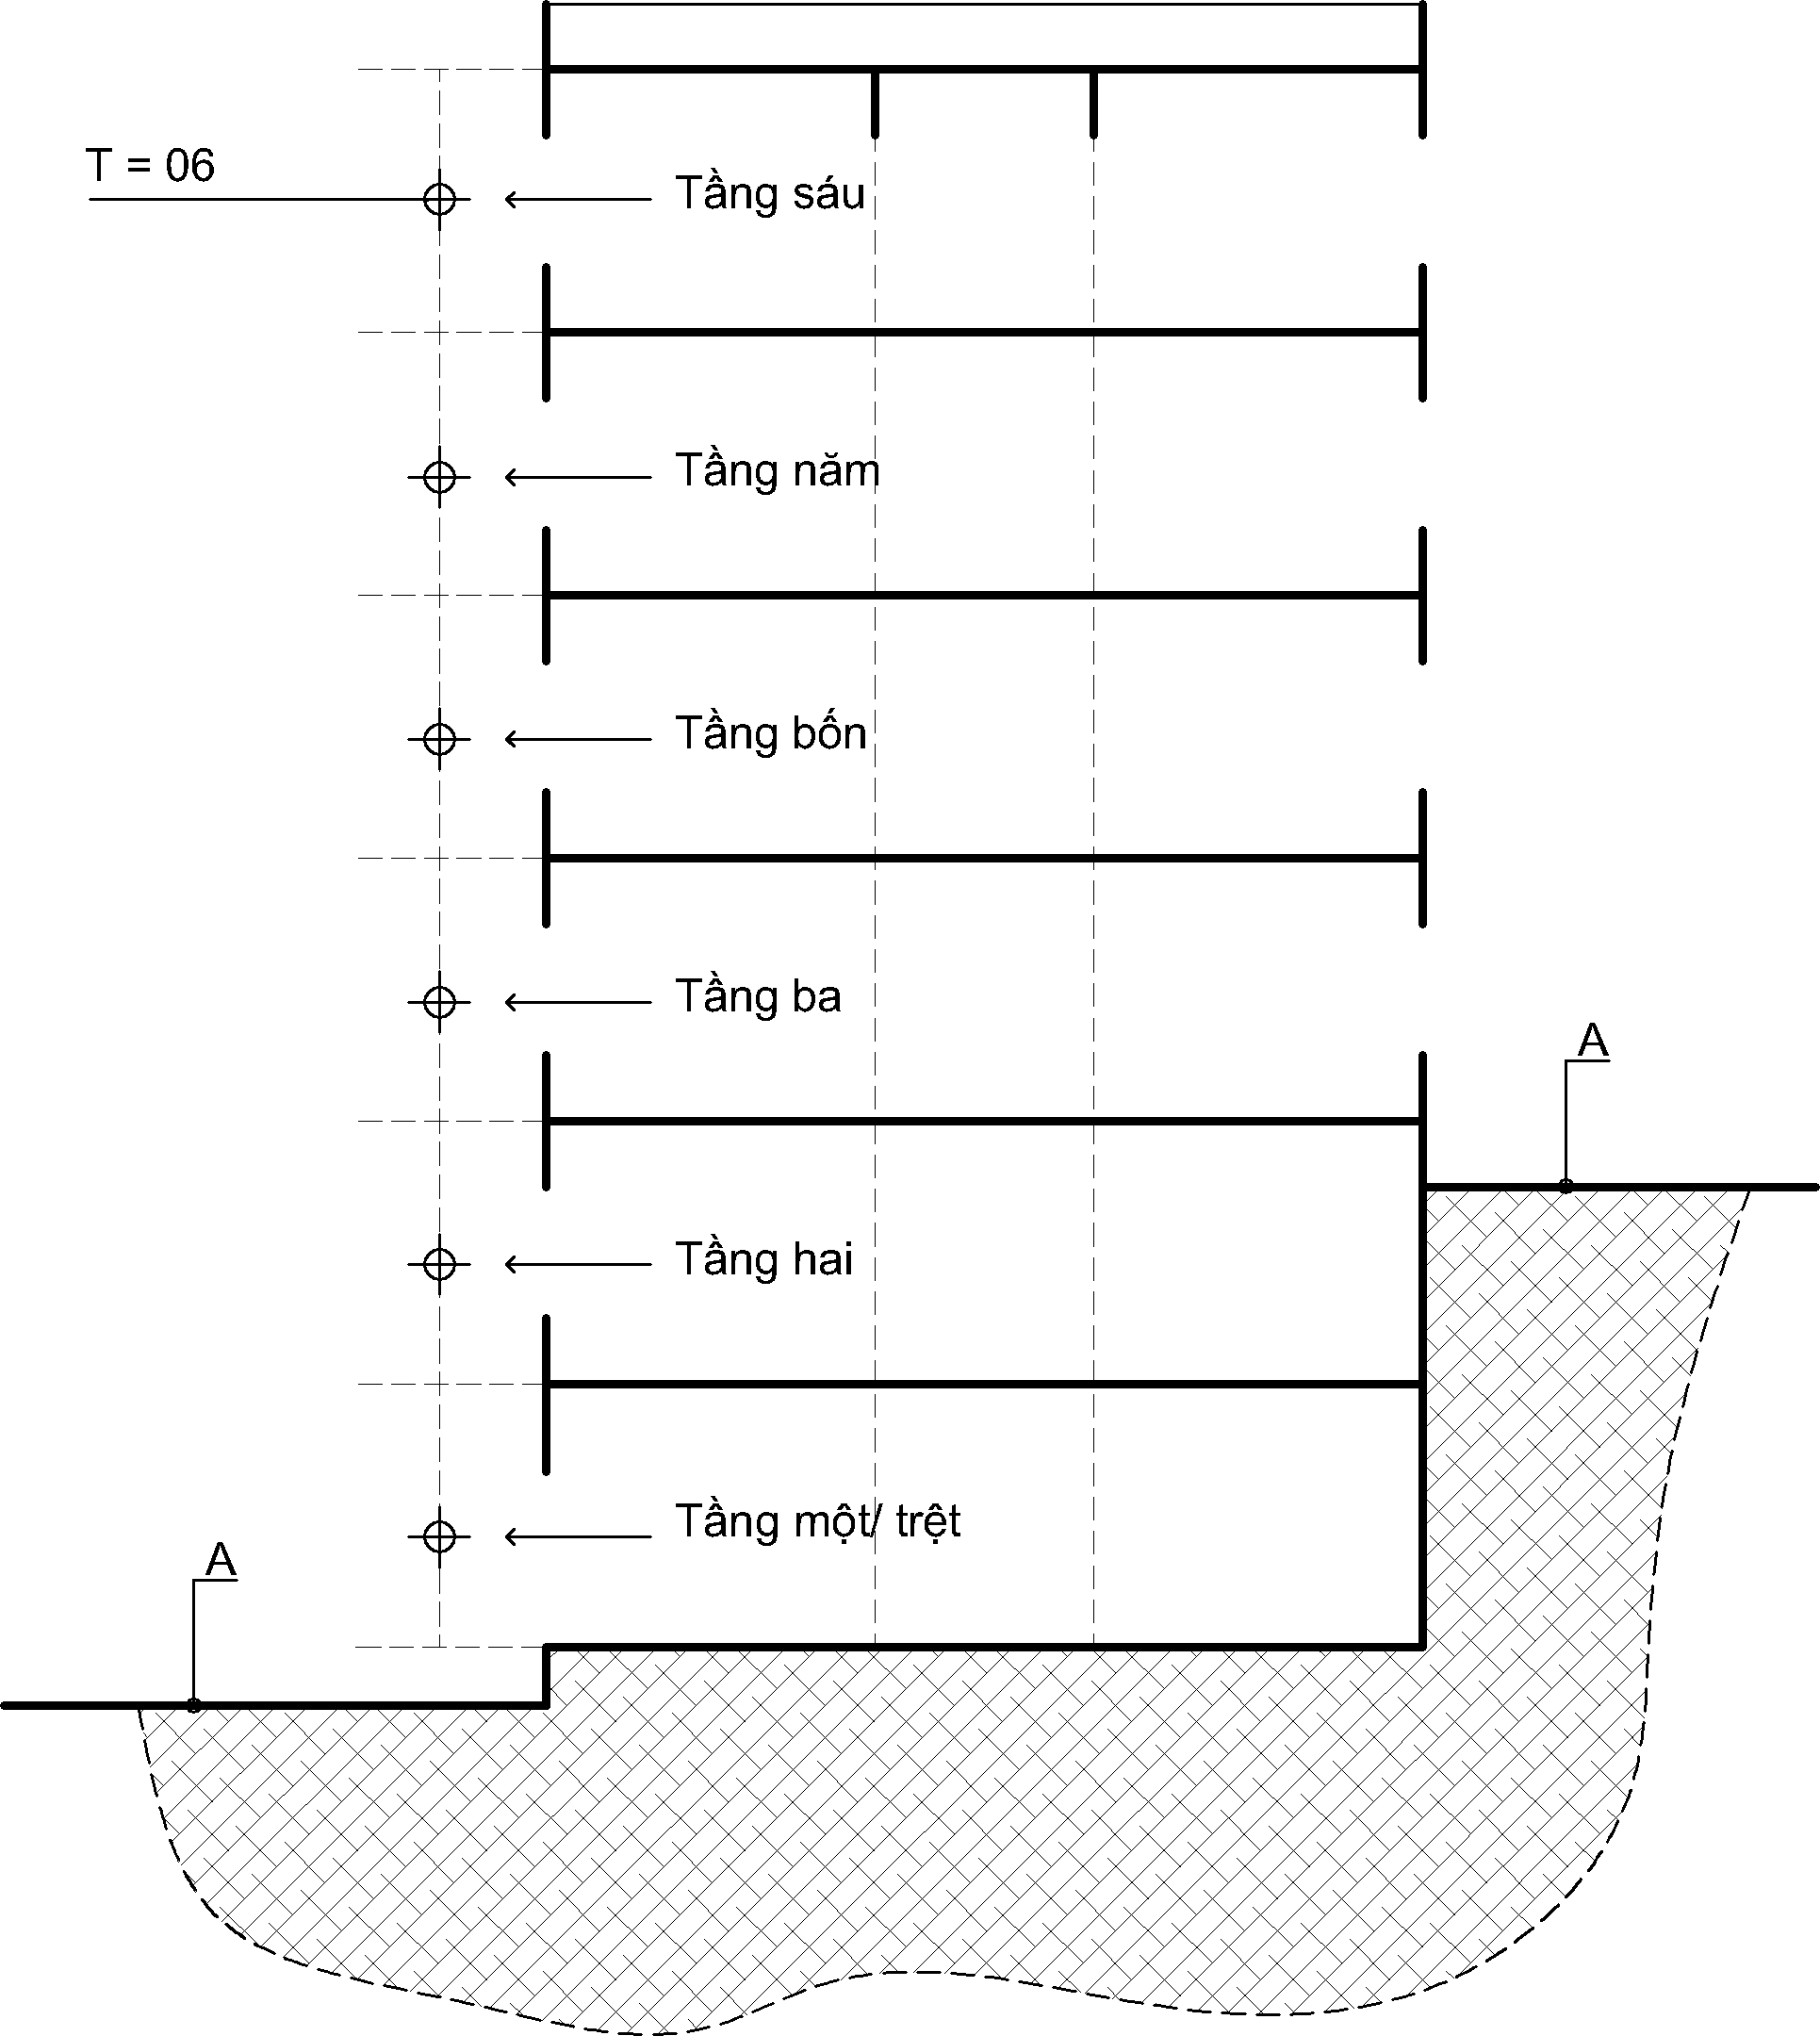 T = 06
Tầng sáu
Tầng năm
Tầng bốn
Tầng ba
A
Tầng hai
Tầng một/ trệt
A